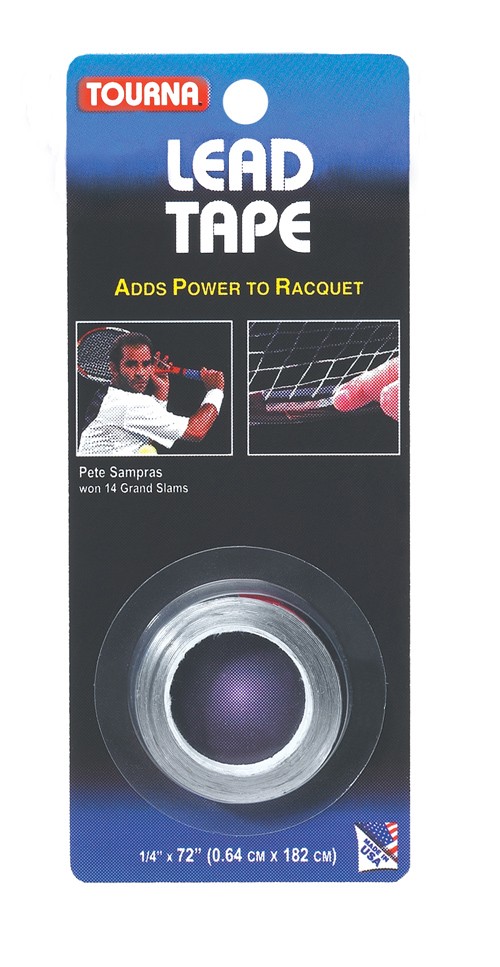 TOURNA
LEAD
TAPE
ADDS POWER TO RACQUET
Pete Sampras
won 14 Grand Slams
1/4" x 72" (0.64 CM X 182 CM)
MADE IN
USA